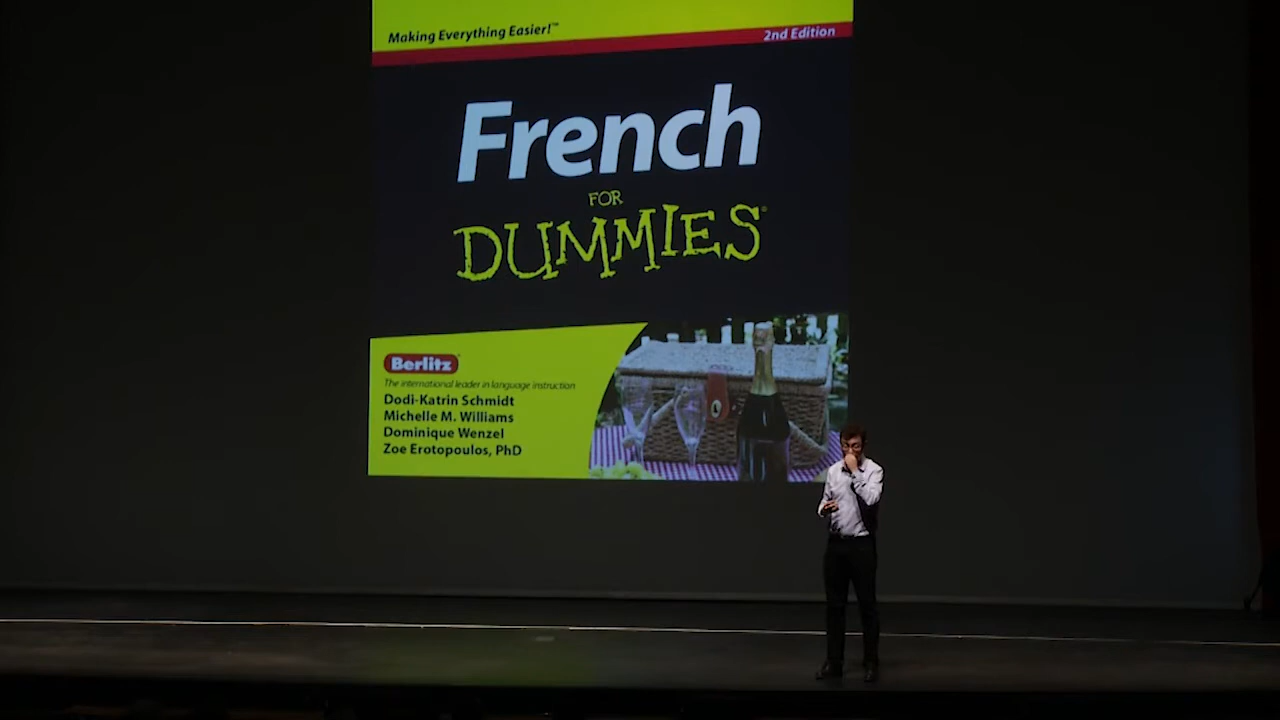 Making Everything Easier!™
2nd Edition
French
FOR
DUMMIES®
Berlitz®
The international leader in language instruction
Dodi-Katrin Schmidt
Michelle M. Williams
Dominique Wenzel
Zoe Erotopoulos, PhD